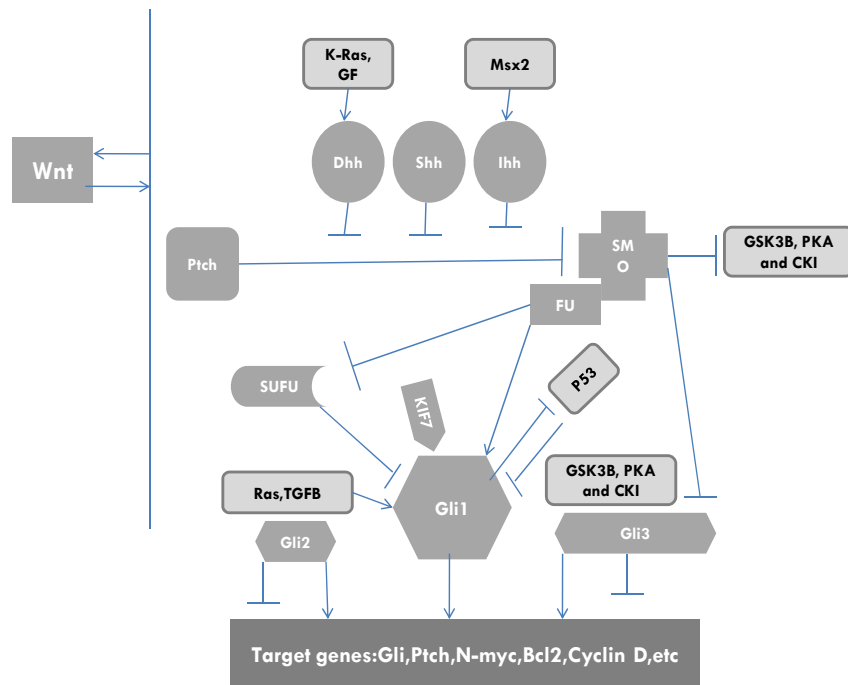 K-Ras,
GF
Msx2
Wnt
Dhh
Shh
Ihh
Ptch
SM
O
GSK3B, PKA
and CKI
FU
SUFU
KIF7
P53
Ras,TGFB
GSK3B, PKA
and CKI
Gli1
Gli2
Gli3
Target genes:Gli,Ptch,N-myc,Bcl2,Cyclin D,etc